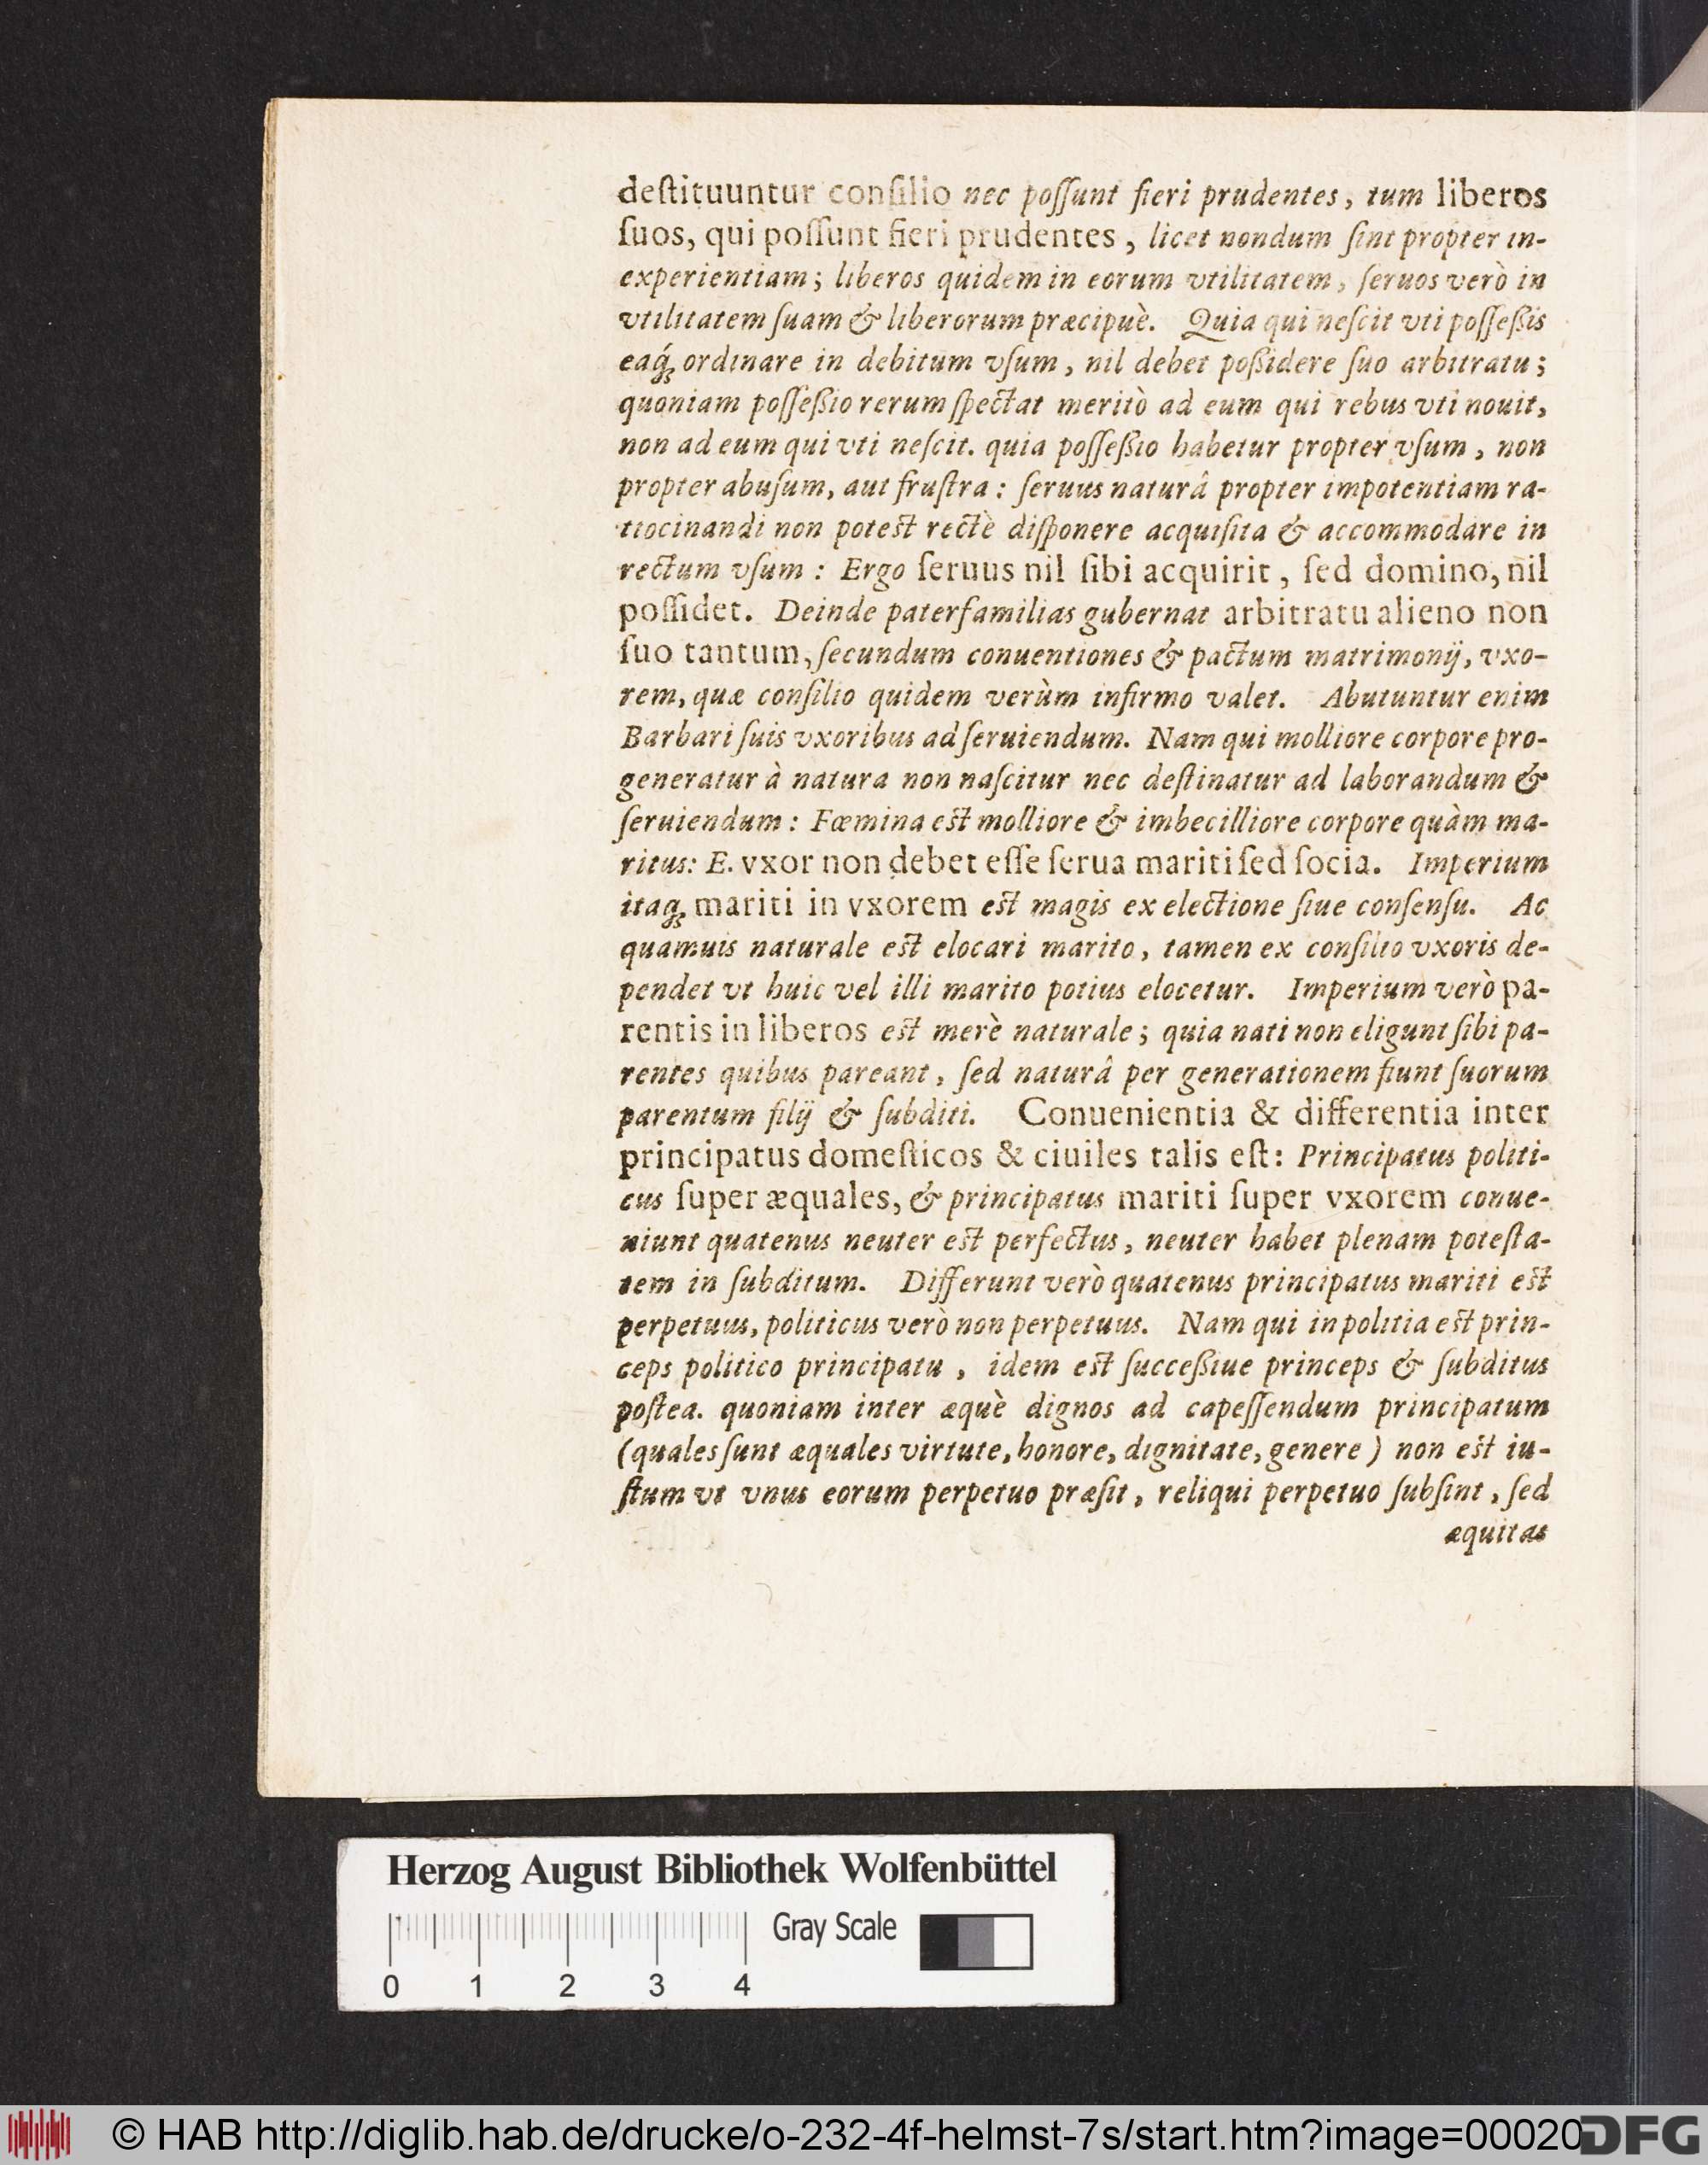 deſtituuntur conſilio nec poſſunt fieri prudentes, tum liberos
ſuos, qui poſſunt fieri prudentes, licet nondum ſint propter in-
experientiam; liberos quidem in eorum vtilitatem, ſeruos verò in
vtilitatem ſuam & liberorum præcipuè. Quia qui neſcit vti poſſeßis
eaq́ꝫ ordinare in debitum vſum, nil debet poßidere ſuo arbitratu;
quoniam poſſeßio rerum ſpectat meritò ad eum qui rebus vti nouit,
non ad eum qui vti neſcit. quia poſſeßio habetur propter vſum, non
propter abuſum, aut fruſtra: ſeruus naturâ propter impotentiam ra-
tiocinandi non poteſt rectè diſponere acquiſita & accommodare in
rectum vſum: Ergo ſeruus nil ſibi acquirit, ſed domino, nil
poſſidet. Deinde paterfamilias gubernat arbitratu alieno non
ſuo tantum, ſecundum conuentiones & pactum matrimonij, vxo-
rem, quæ conſilio quidem verùm infirmo valet. Abutuntur enim
Barbari ſuis vxoribus ad ſeruiendum. Nam qui molliore corpore pro-
generatur à natura non naſcitur nec deſtinatur ad laborandum &
ſeruiendum: Fœmina eſt molliore & imbecilliore corpore quàm ma-
ritus: E. vxor non debet eſſe ſerua mariti ſed ſocia. Imperium
itaqꝫ mariti in vxorem eſt magis ex electione ſiue conſenſu. Ac
quamuis naturale eſt elocari marito, tamen ex conſilio vxoris de-
pendet vt huic vel illi marito potius elocetur. Imperium verò pa-
rentis in liberos eſt merè naturale; quia nati non eligunt ſibi pa-
rentes quibus pareant, ſed naturâ per generationem fiunt ſuorum
parentum filij & ſubditi. Conuenientia & differentia inter
principatus domeſticos & ciuiles talis eſt: Principatus politi-
cus ſuper æquales, & principatus mariti ſuper vxorem conue-
niunt quatenus neuter eſt perfectus, neuter habet plenam poteſta-
tem in ſubditum. Differunt verò quatenus principatus mariti eſt
perpetuus, politicus verò non perpetuus. Nam qui in politia eſt prin-
ceps politico principatu, idem eſt ſucceßiue princeps & ſubditus
poſtea. quoniam inter æquè dignos ad capeſſendum principatum
(quales ſunt æquales virtute, honore, dignitate, genere) non eſt iu-
ſtum vt vnus eorum perpetuo præſit, reliqui perpetuo ſubſint, ſed
æquitas
Herzog August Bibliothek Wolfenbüttel
Gray Scale
0 1 2 3 4
© HAB http://diglib.hab.de/drucke/o-232-4f-helmst-7s/start.htm?image=00020
DFG